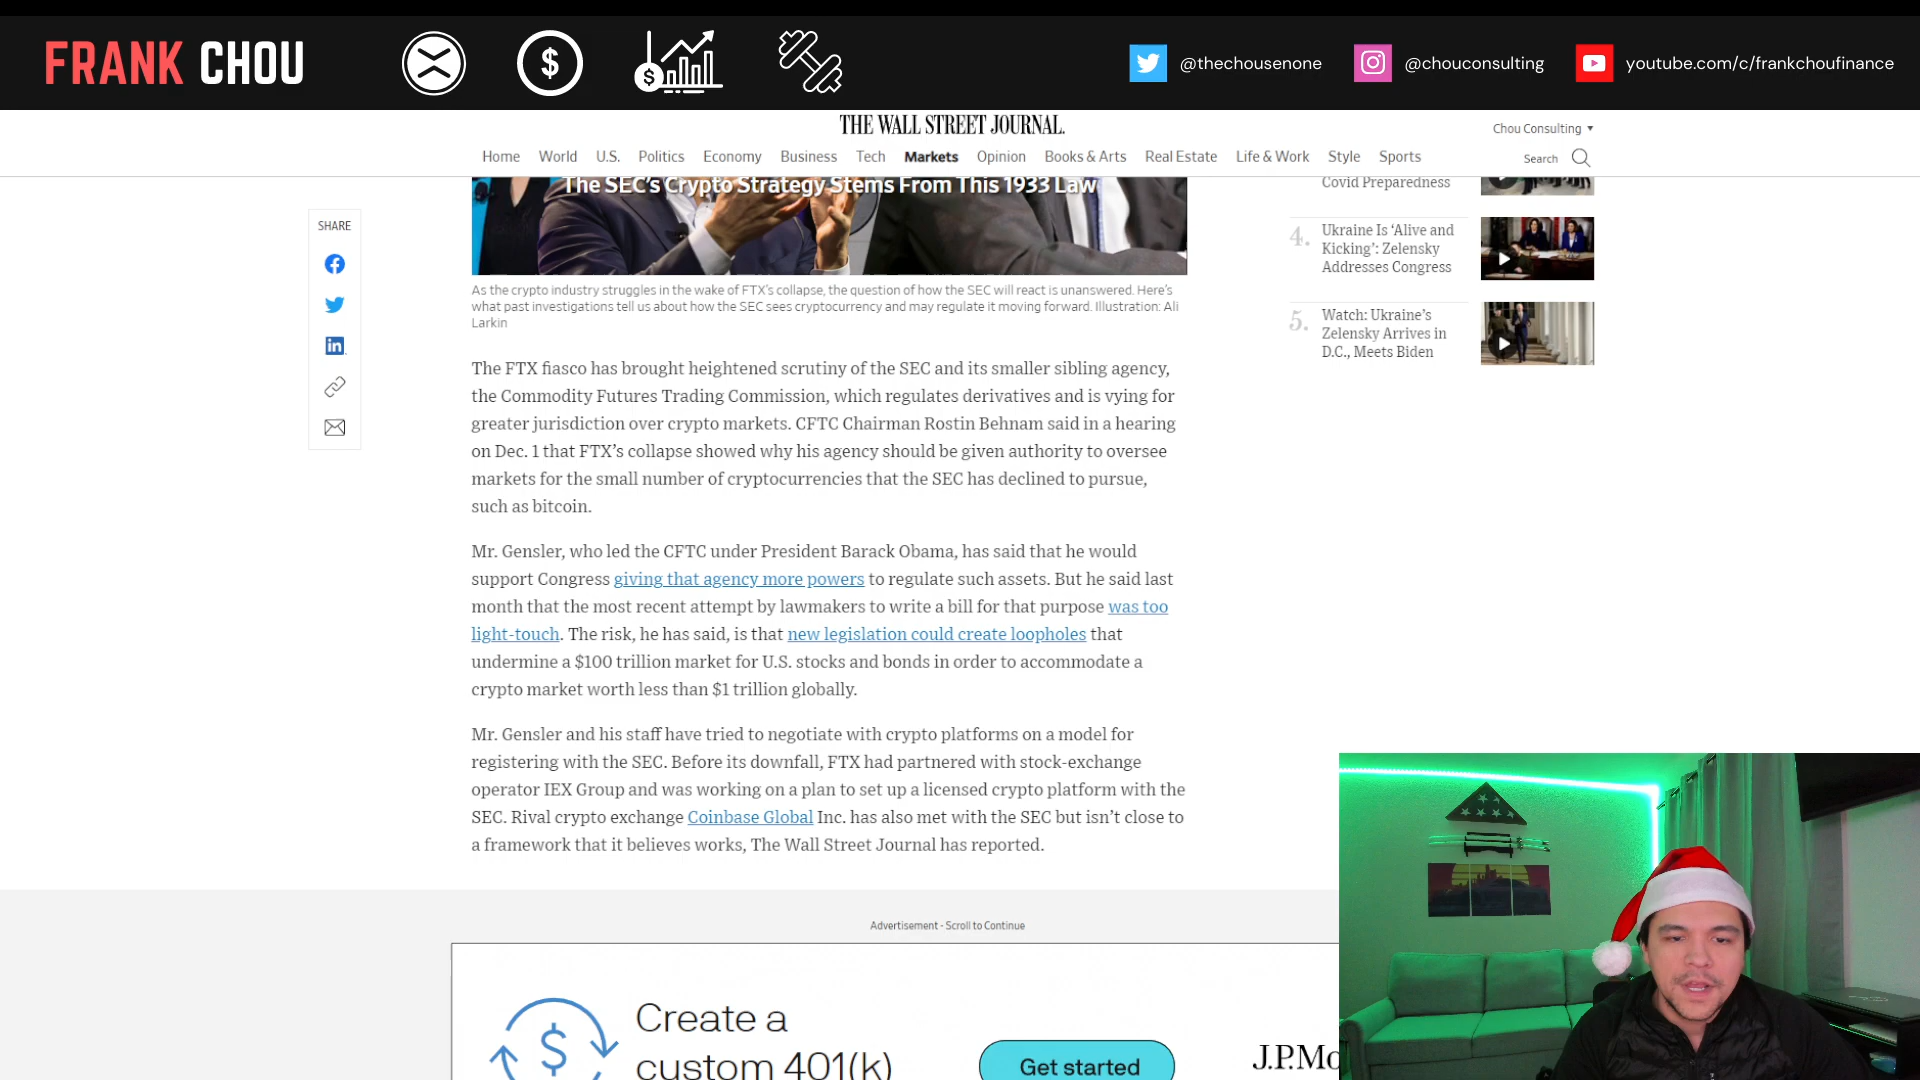 FRANK CHOU
@thechousenone
@chouconsulting
youtube.com/c/frankchoufinance
THE WALL STREET JOURNAL.
Chou Consulting
Home World U.S. Politics Economy Business Tech Markets Opinion Books & Arts Real Estate Life & Work Style Sports
Search
The SEC's Crypto Strategy Stems From This 1933 Law
SHARE
As the crypto industry struggles in the wake of FTX's collapse, the question of how the SEC will react is unanswered. Here's
what past investigations tell us about how the SEC sees cryptocurrency and may regulate it moving forward. Illustration: Ali
Larkin
The FTX fiasco has brought heightened scrutiny of the SEC and its smaller sibling agency,
the Commodity Futures Trading Commission, which regulates derivatives and is vying for
greater jurisdiction over crypto markets. CFTC Chairman Rostin Behnam said in a hearing
on Dec. 1 that FTX's collapse showed why his agency should be given authority to oversee
markets for the small number of cryptocurrencies that the SEC has declined to pursue,
such as bitcoin.
Mr. Gensler, who led the CFTC under President Barack Obama, has said that he would
support Congress giving that agency more powers to regulate such assets. But he said last
month that the most recent attempt by lawmakers to write a bill for that purpose was too
light-touch. The risk, he has said, is that new legislation could create loopholes that
undermine a $100 trillion market for U.S. stocks and bonds in order to accommodate a
crypto market worth less than $1 trillion globally.
Mr. Gensler and his staff have tried to negotiate with crypto platforms on a model for
registering with the SEC. Before its downfall, FTX had partnered with stock-exchange
operator IEX Group and was working on a plan to set up a licensed crypto platform with the
SEC. Rival crypto exchange Coinbase Global Inc. has also met with the SEC but isn't close to
a framework that it believes works, The Wall Street Journal has reported.
Covid Preparedness
4. Ukraine Is 'Alive and
Kicking': Zelensky
Addresses Congress
5. Watch: Ukraine's
Zelensky Arrives in
D.C., Meets Biden
Advertisement - Scroll to Continue
Create a
custom 401(k)
Get started
J.P.Mo